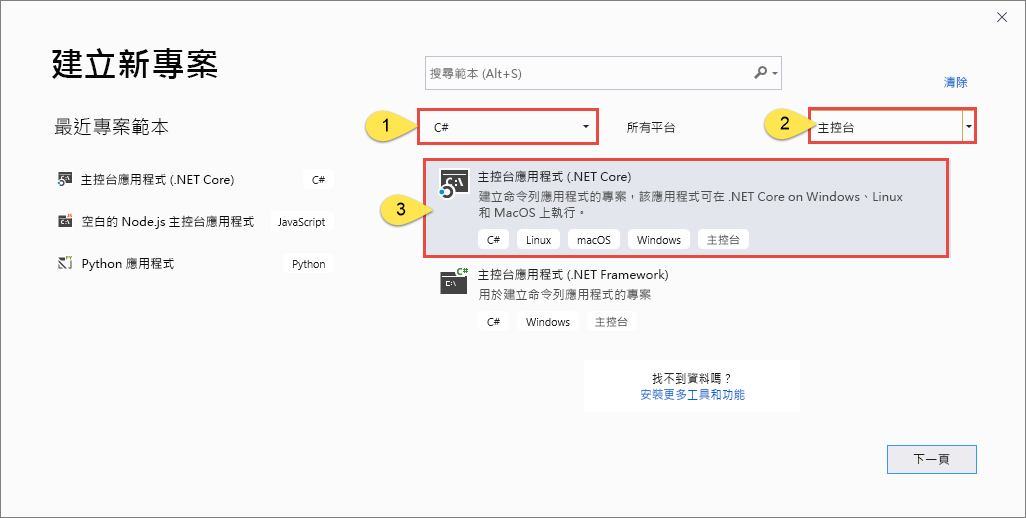 建立新專案
搜尋範本 (Alt+S)
清除
最近專案範本
1
C#
所有平台
2
主控台
主控台應用程式 (.NET Core)
C#
空白的 Node.js 主控台應用程式
JavaScript
Python 應用程式
Python
3
主控台應用程式 (.NET Core)
建立命令列應用程式的專案，該應用程式可在 .NET Core on Windows、Linux
和 MacOS 上執行。
C# Linux macOS Windows 主控台
主控台應用程式 (.NET Framework)
用於建立命令列應用程式的專案
C# Windows 主控台
找不到資料嗎？
安裝更多工具和功能
下一頁